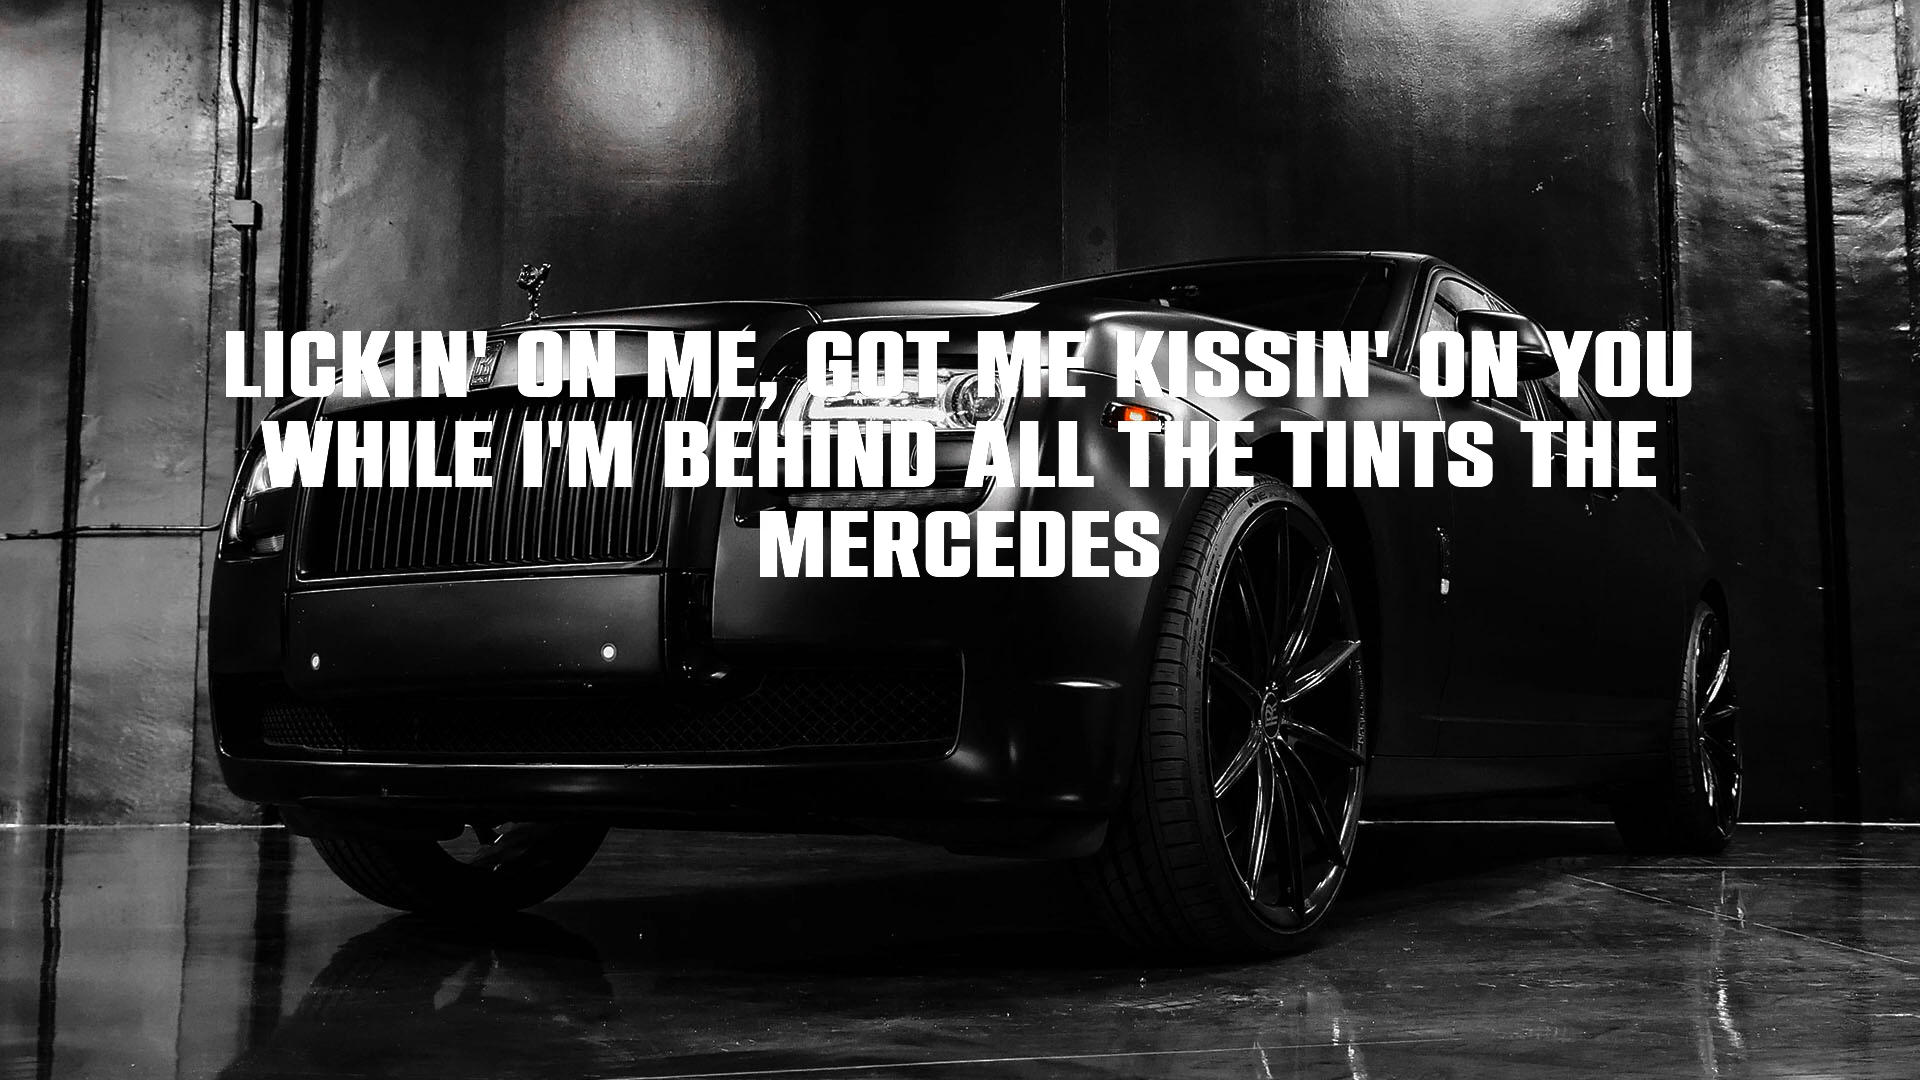 LICKIN' ON ME, GOT ME KISSIN' ON YOU
WHILE I'M BEHIND ALL THE TINTS THE
MERCEDES